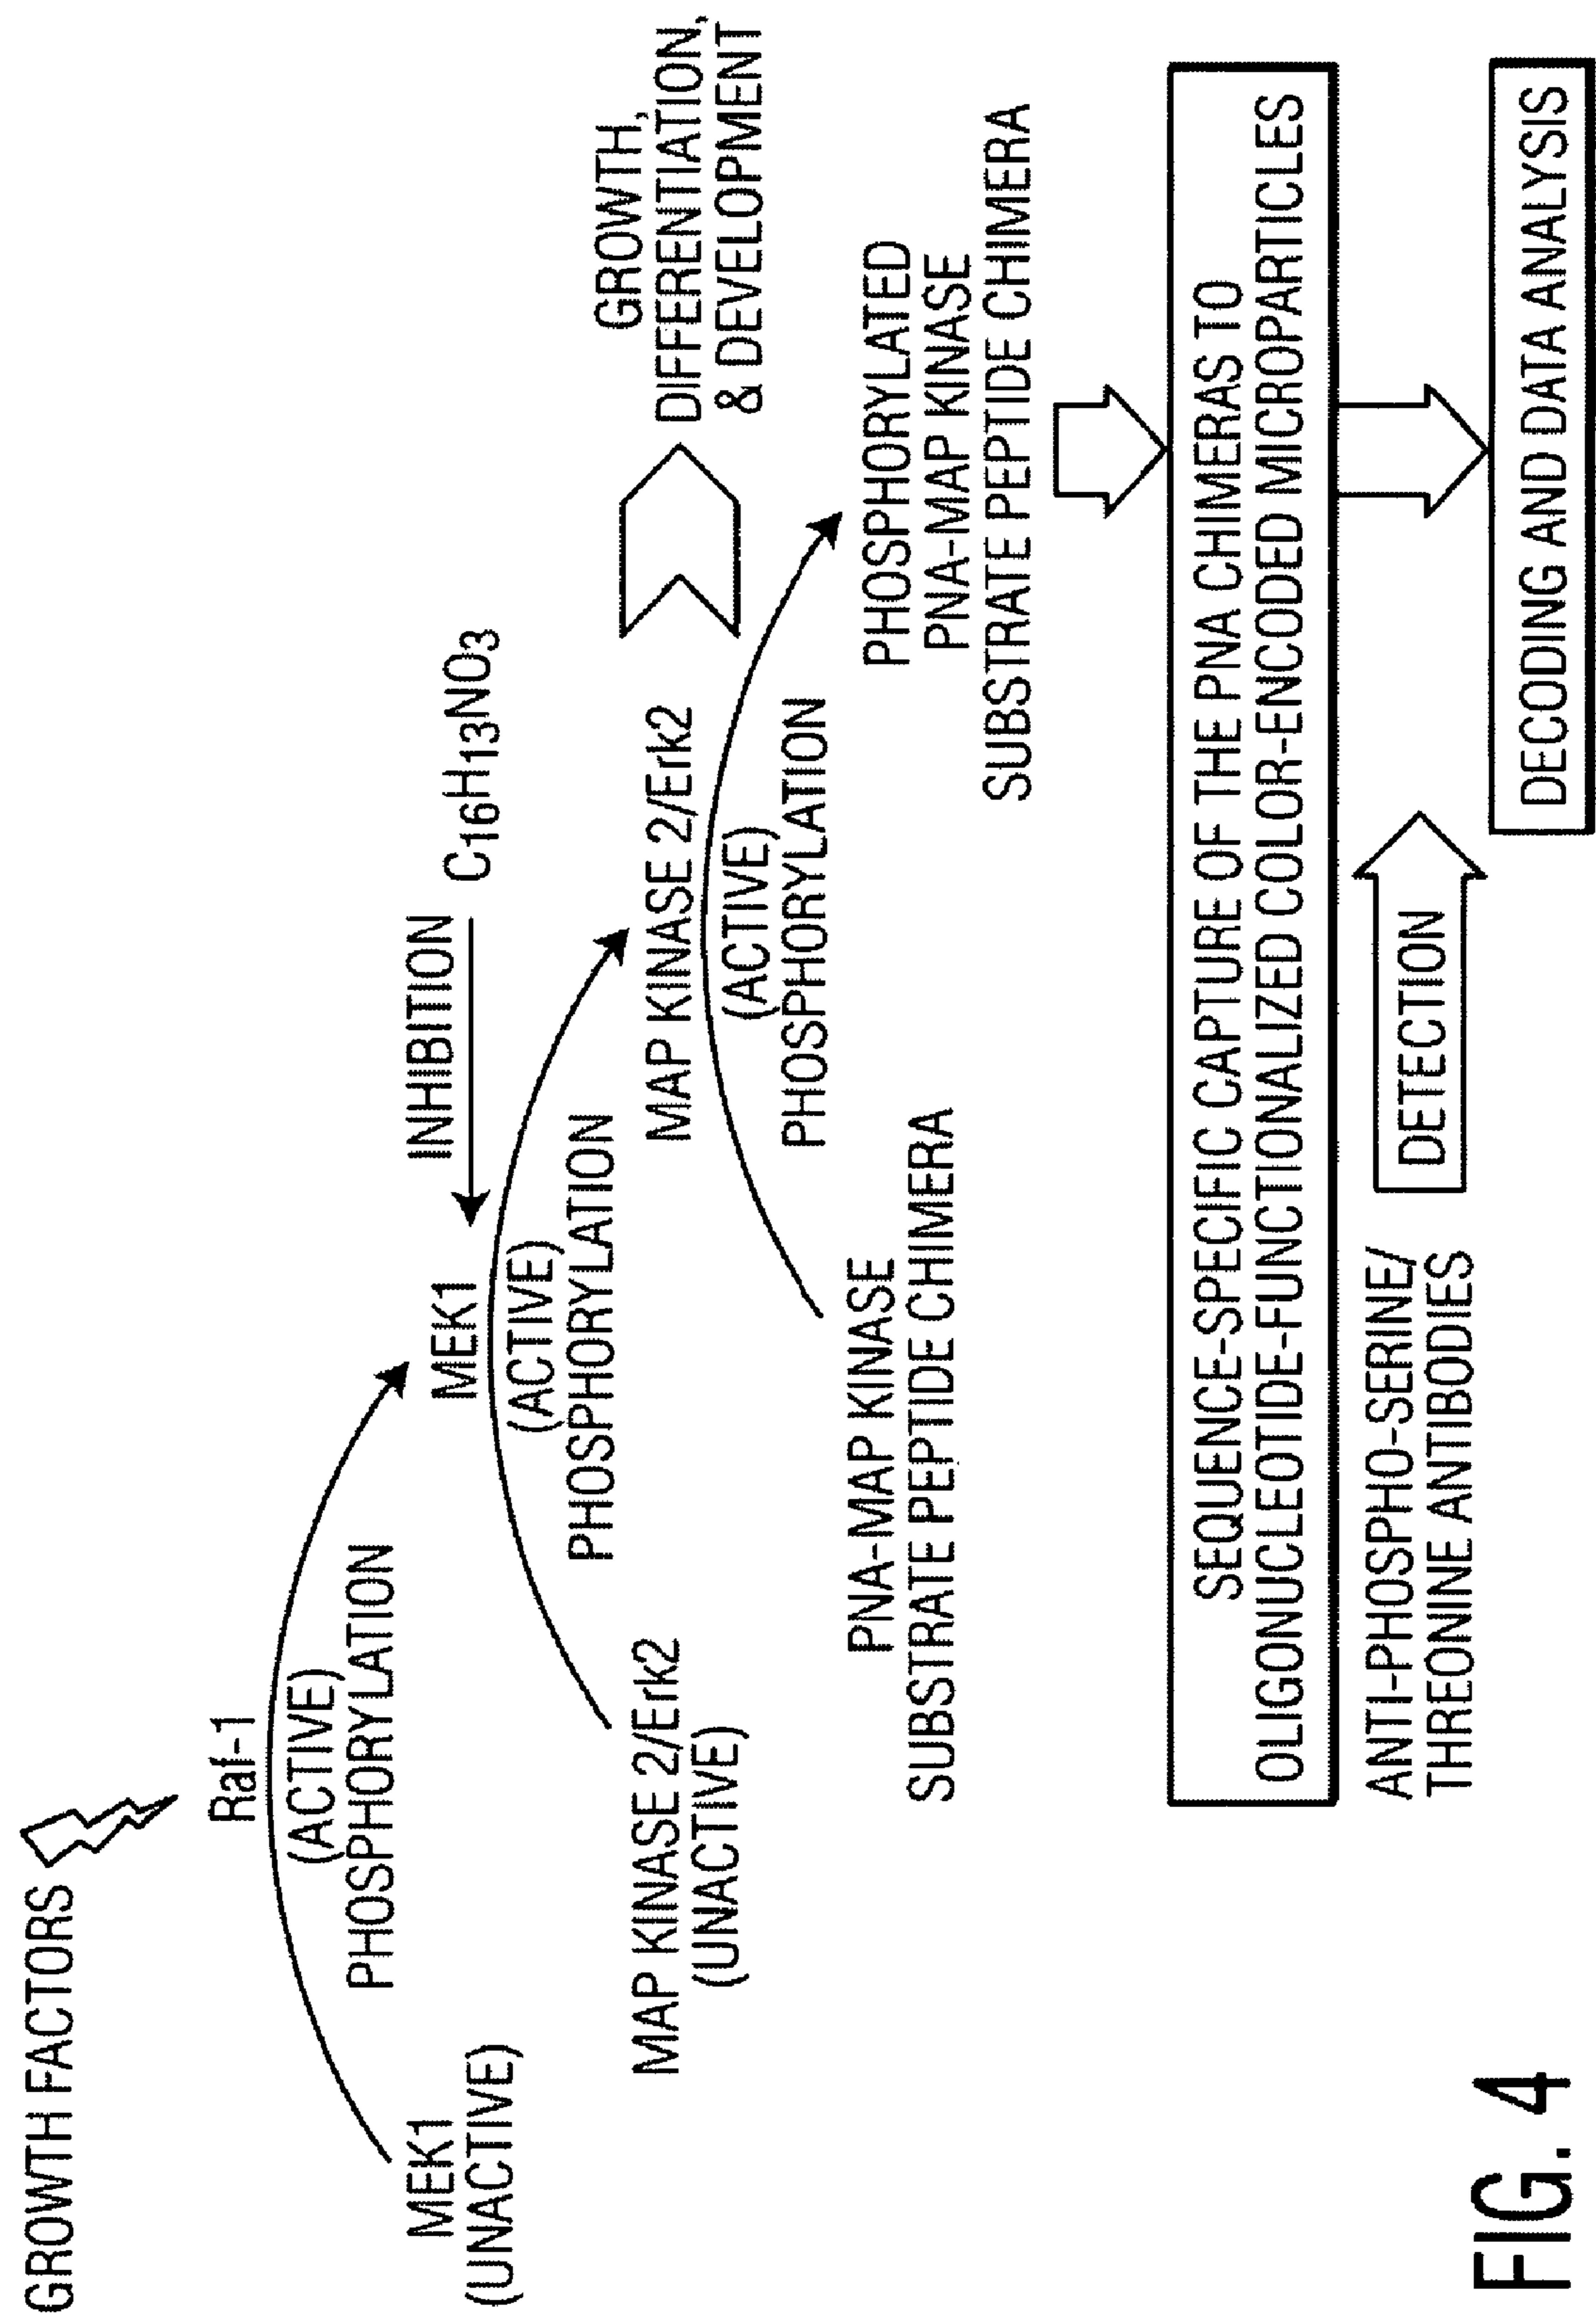 GROWTH FACTORS
Raf-1
(ACTIVE)
PHOSPHORYLATION
MEK1
(UNACTIVE)
INHIBITION
C16H13NO3
MEK1
(ACTIVE)
PHOSPHORYLATION
MAP KINASE 2/Erk2
(UNACTIVE)
MAP KINASE 2/Erk2
(ACTIVE)
PHOSPHORYLATION
GROWTH,
DIFFERENTIATION,
& DEVELOPMENT
PNA-MAP KINASE
SUBSTRATE PEPTIDE CHIMERA
PHOSPHORYLATED
PNA-MAP KINASE
SUBSTRATE PEPTIDE CHIMERA
SEQUENCE-SPECIFIC CAPTURE OF THE PNA CHIMERAS TO
OLIGONUCLEOTIDE-FUNCTIONALIZED COLOR-ENCODED MICROPARTICLES
ANTI-PHOSPHO-SERINE/
THREONINE ANTIBODIES
DETECTION
DECODING AND DATA ANALYSIS
FIG. 4